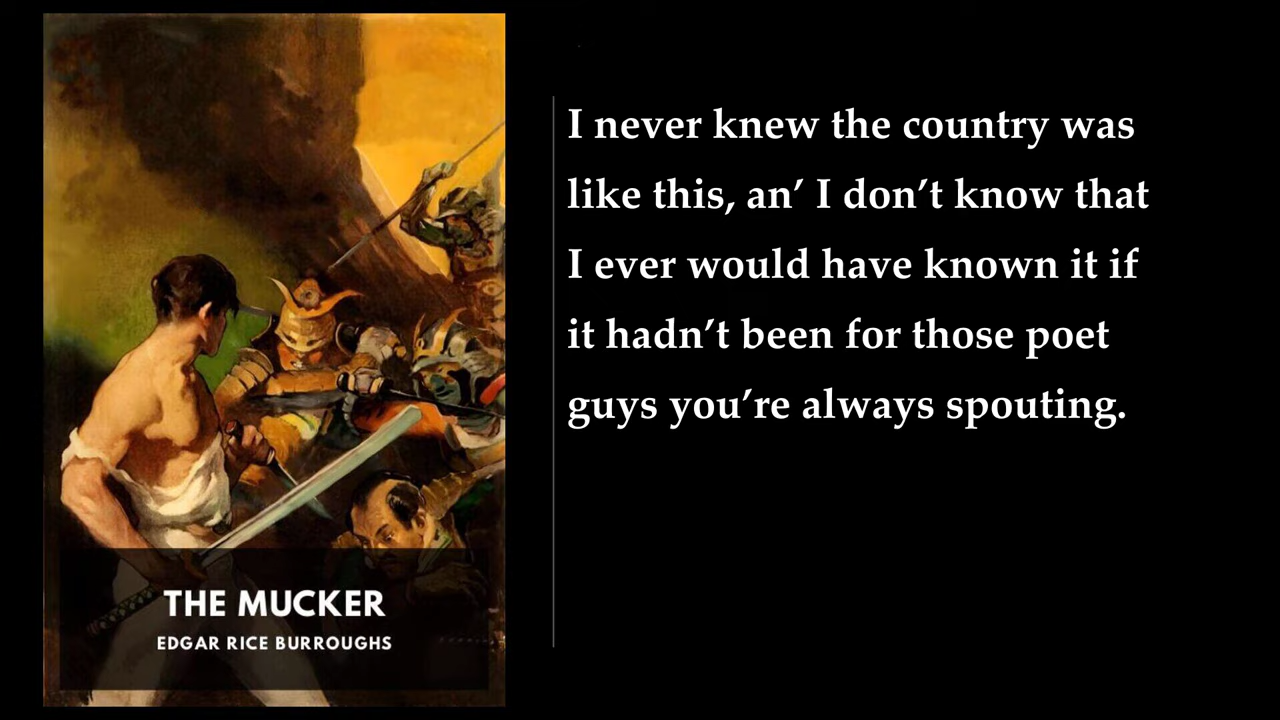 THE MUCKER
EDGAR RICE BURROUGHS
I never knew the country was
like this, an’ I don’t know that
I ever would have known it if
it hadn’t been for those poet
guys you’re always spouting.